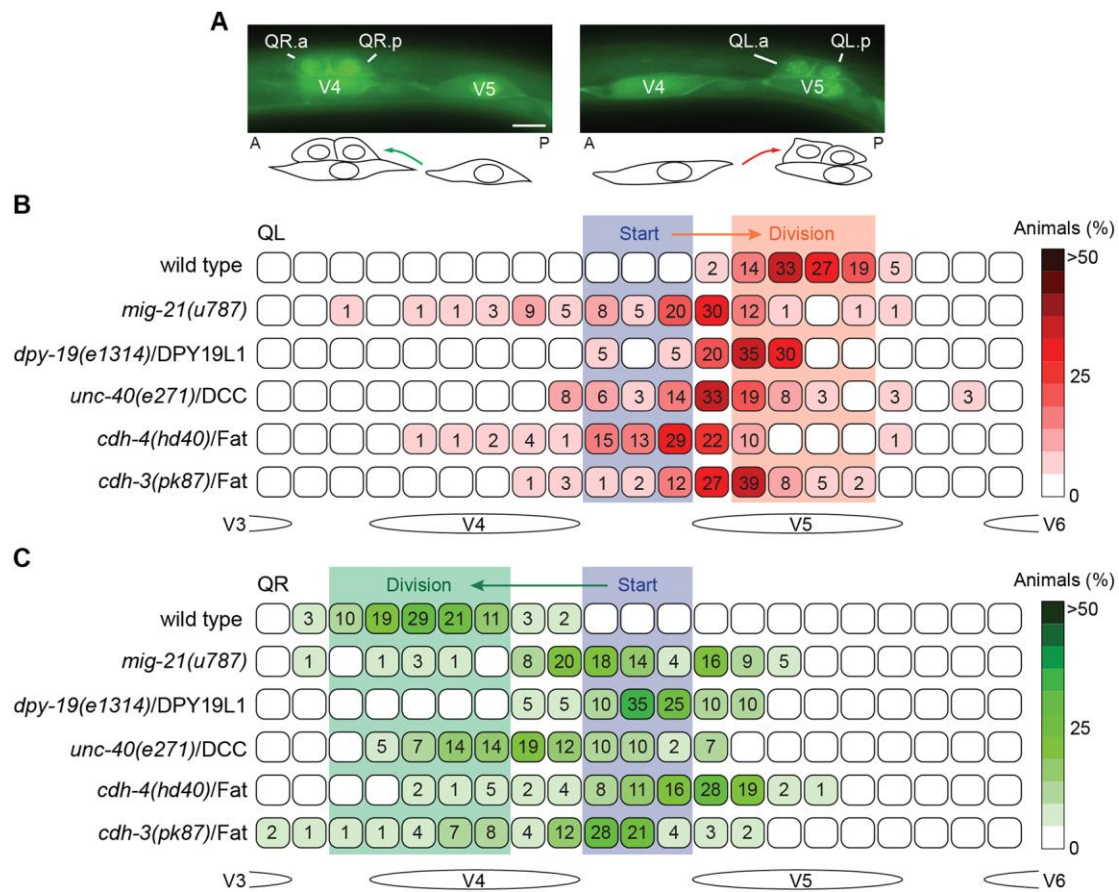 A
QR.a QR.p QL.a QL.p
V4 V5 V4 V5
A P A P
B
QL Start Division Animals (%)
wild type 2 14 33 27 19 5 >50
mig-21(u787) 1 1 1 3 9 5 8 5 20 30 12 1 1 1
dpy-19(e1314)/DPY19L1 5 5 20 35 30 25
unc-40(e271)/DCC 8 6 3 14 33 19 8 3 3 3
cdh-4(hd40)/Fat 1 1 2 4 1 15 13 29 22 10 1
cdh-3(pk87)/Fat 1 3 1 2 12 27 39 8 5 2 0
V3 V4 V5 V6
C
QR Division Start Animals (%)
wild type 3 10 19 29 21 11 3 2 >50
mig-21(u787) 1 1 3 1 8 20 18 14 4 16 9 5
dpy-19(e1314)/DPY19L1 5 5 10 35 25 10 10 25
unc-40(e271)/DCC 5 7 14 14 19 12 10 10 2 7
cdh-4(hd40)/Fat 2 1 5 2 4 8 11 16 28 19 2 1
cdh-3(pk87)/Fat 2 1 1 1 4 7 8 4 12 28 21 4 3 2 0
V3 V4 V5 V6